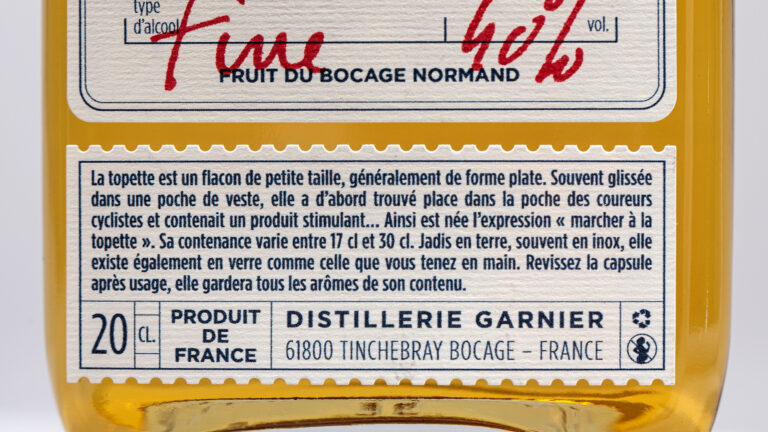 type
d'alcool
Fine
40%
vol.
FRUIT DU BOCAGE NORMAND
La topette est un flacon de petite taille, généralement de forme plate. Souvent glissée
dans une poche de veste, elle a d'abord trouvé place dans la poche des coureurs
cyclistes et contenait un produit stimulant... Ainsi est née l'expression « marcher à la
topette ». Sa contenance varie entre 17 cl et 30 cl. Jadis en terre, souvent en inox, elle
existe également en verre comme celle que vous tenez en main. Revissez la capsule
après usage, elle gardera tous les arômes de son contenu.
20 CL.
PRODUIT
DE
FRANCE
DISTILLERIE GARNIER
61800 TINCHEBRAY BOCAGE – FRANCE